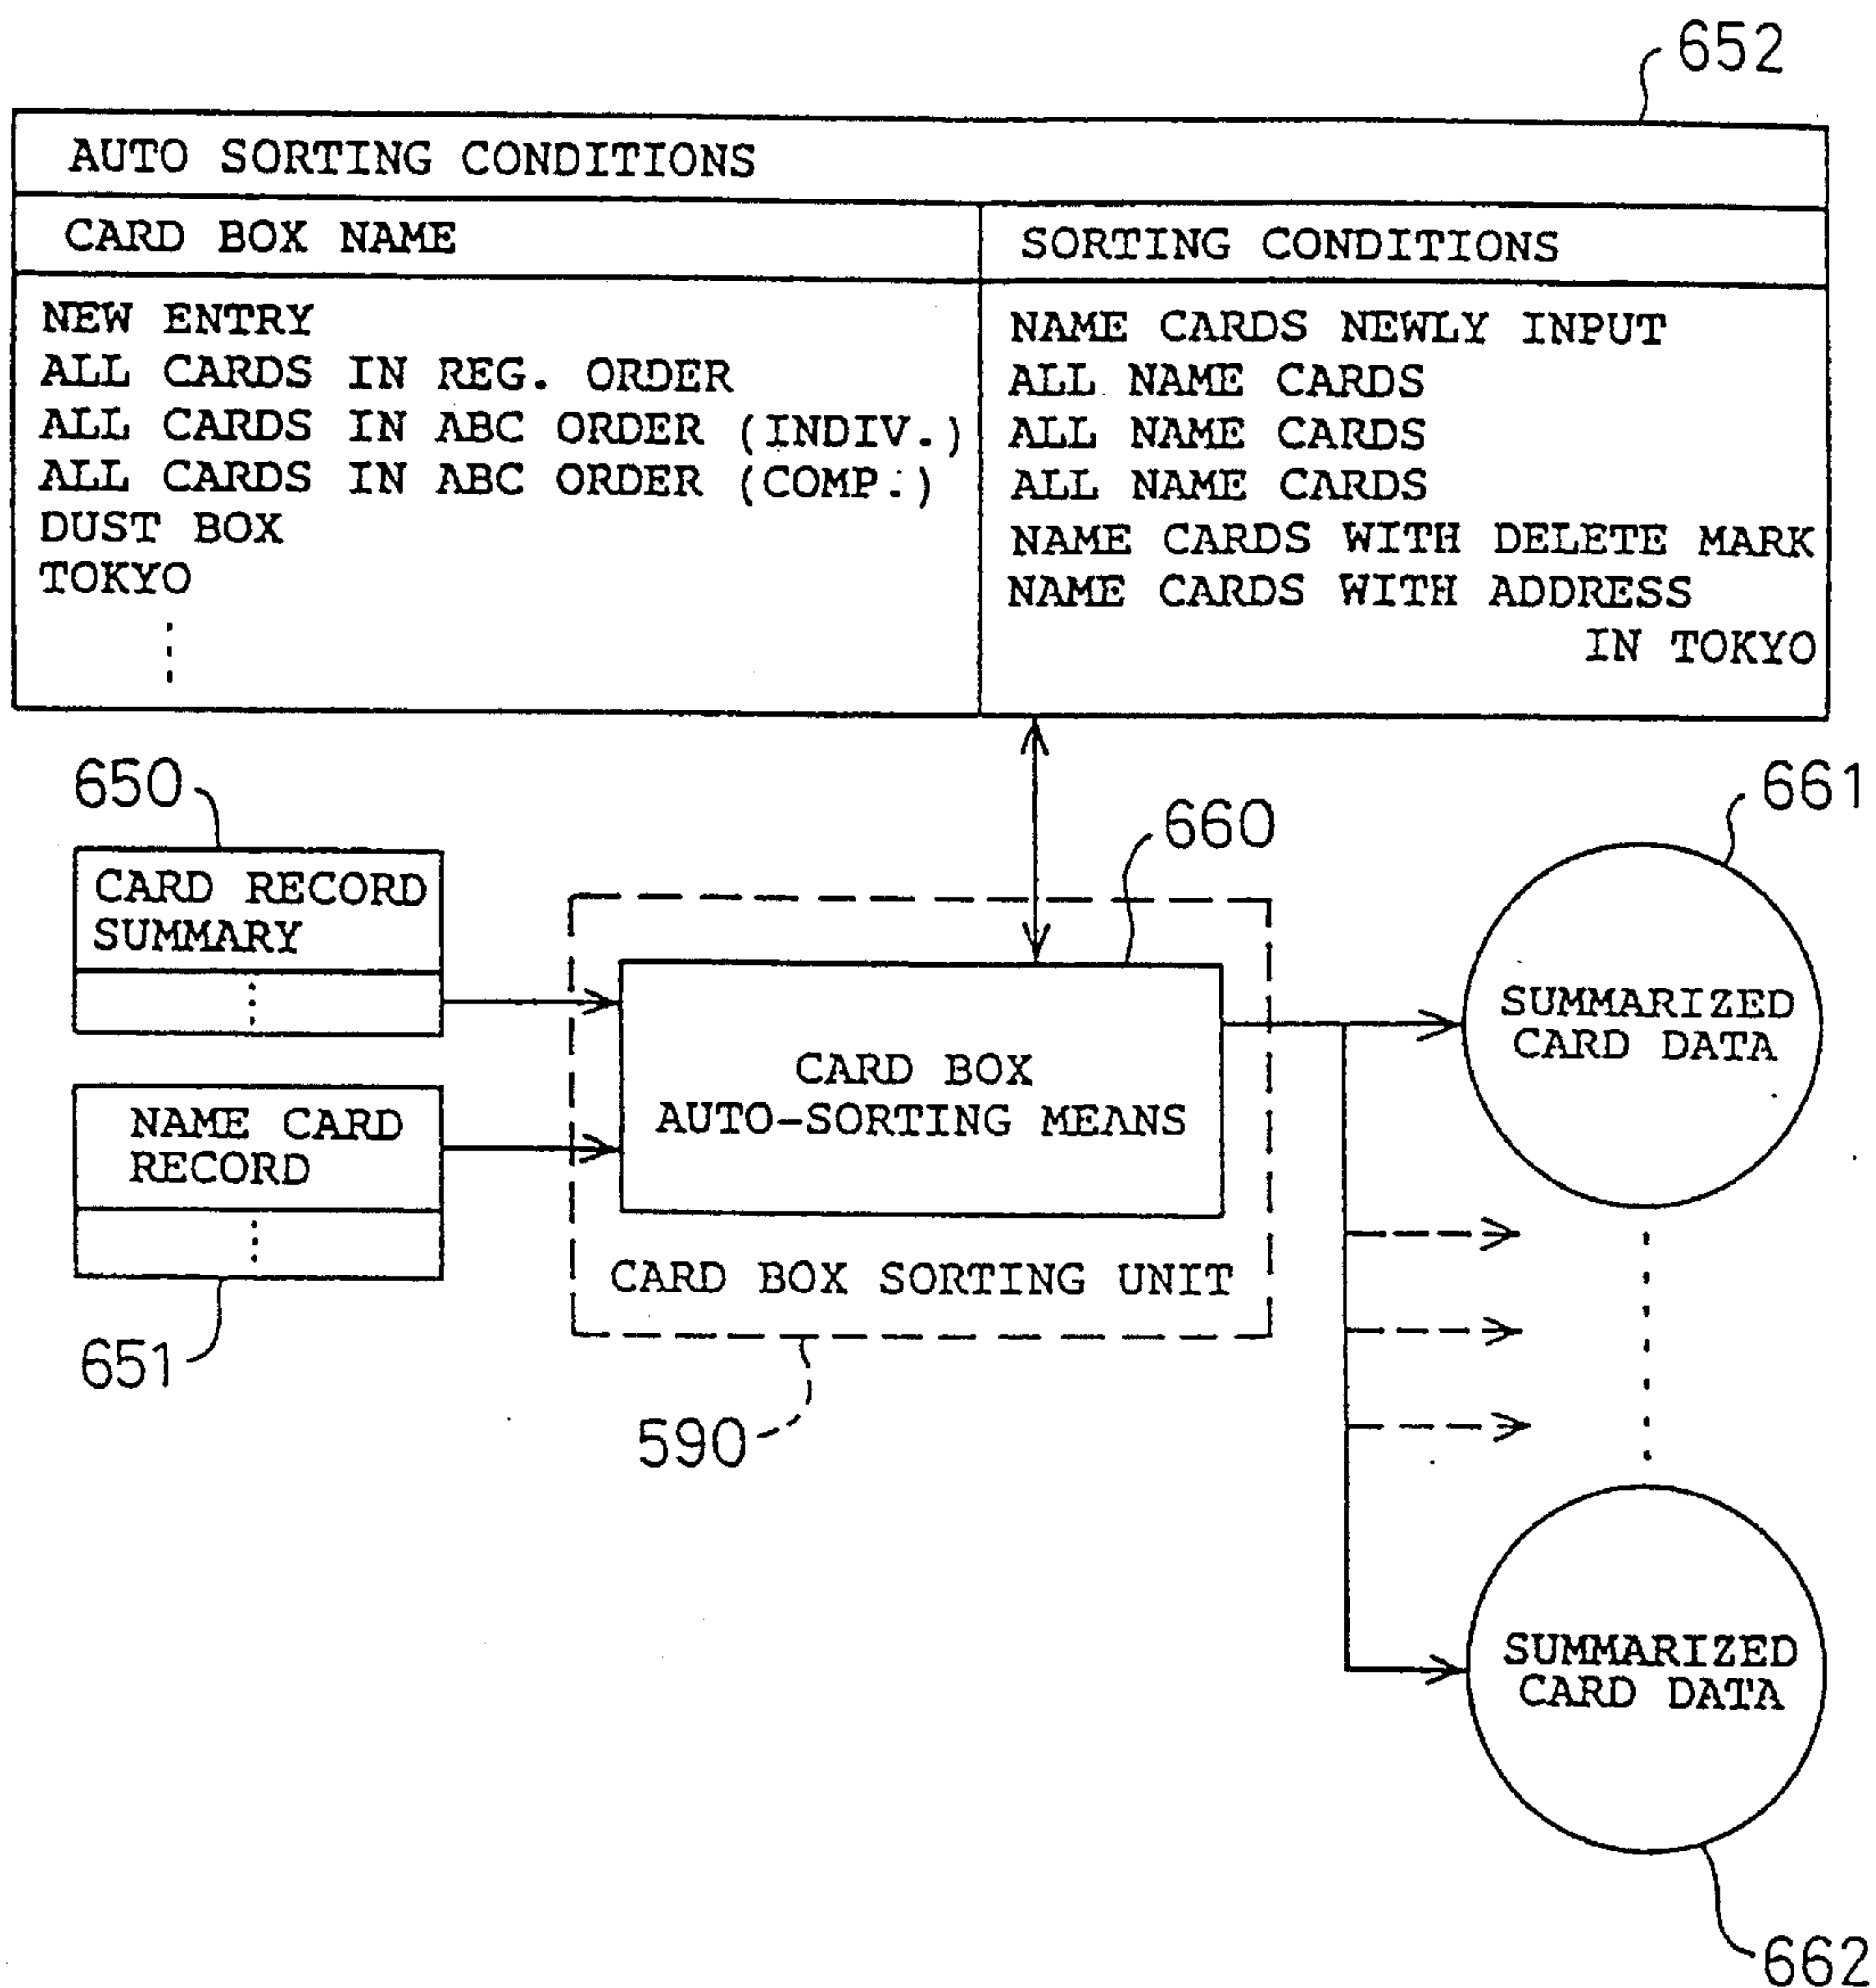 652
AUTO SORTING CONDITIONS
CARD BOX NAME
SORTING CONDITIONS
NEW ENTRY
ALL CARDS IN REG. ORDER
ALL CARDS IN ABC ORDER (INDIV.)
ALL CARDS IN ABC ORDER (COMP.)
DUST BOX
TOKYO
NAME CARDS NEWLY INPUT
ALL NAME CARDS
ALL NAME CARDS
ALL NAME CARDS
NAME CARDS WITH DELETE MARK
NAME CARDS WITH ADDRESS
IN TOKYO
650
CARD RECORD
SUMMARY
NAME CARD
RECORD
651
660
CARD BOX
AUTO-SORTING MEANS
CARD BOX SORTING UNIT
590
661
SUMMARIZED
CARD DATA
SUMMARIZED
CARD DATA
662